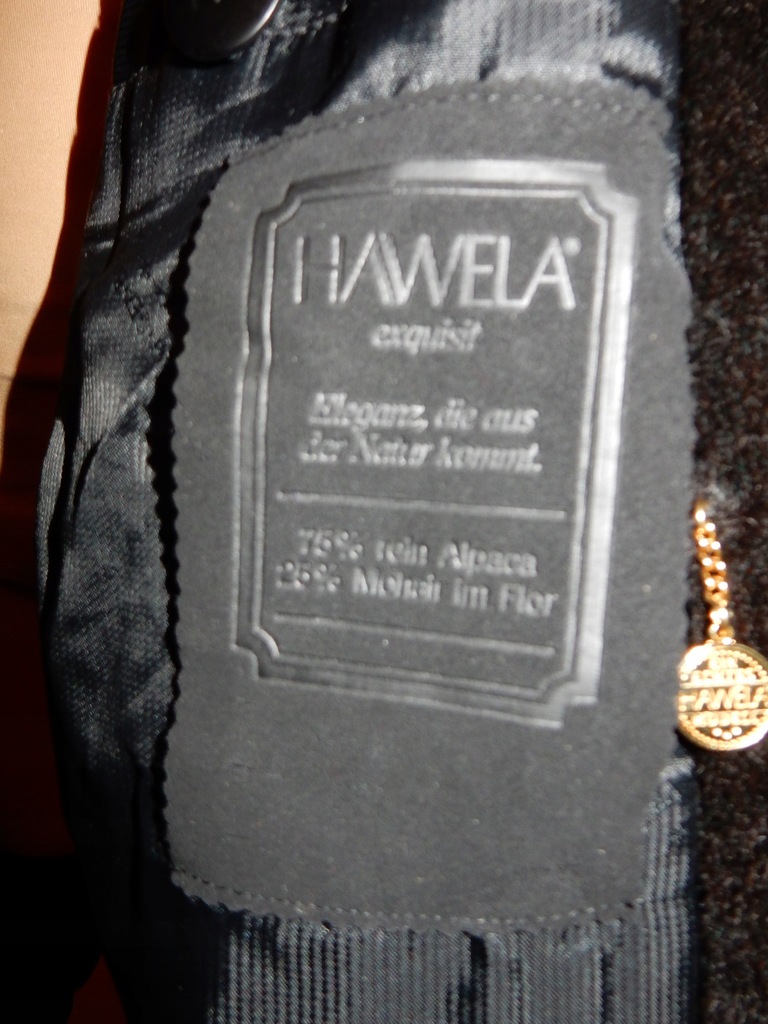 HAWELA®
exquisit
Eleganz, die aus
der Natur kommt.
75% rein Alpaca
25% Mohair im Flor
HAWELA